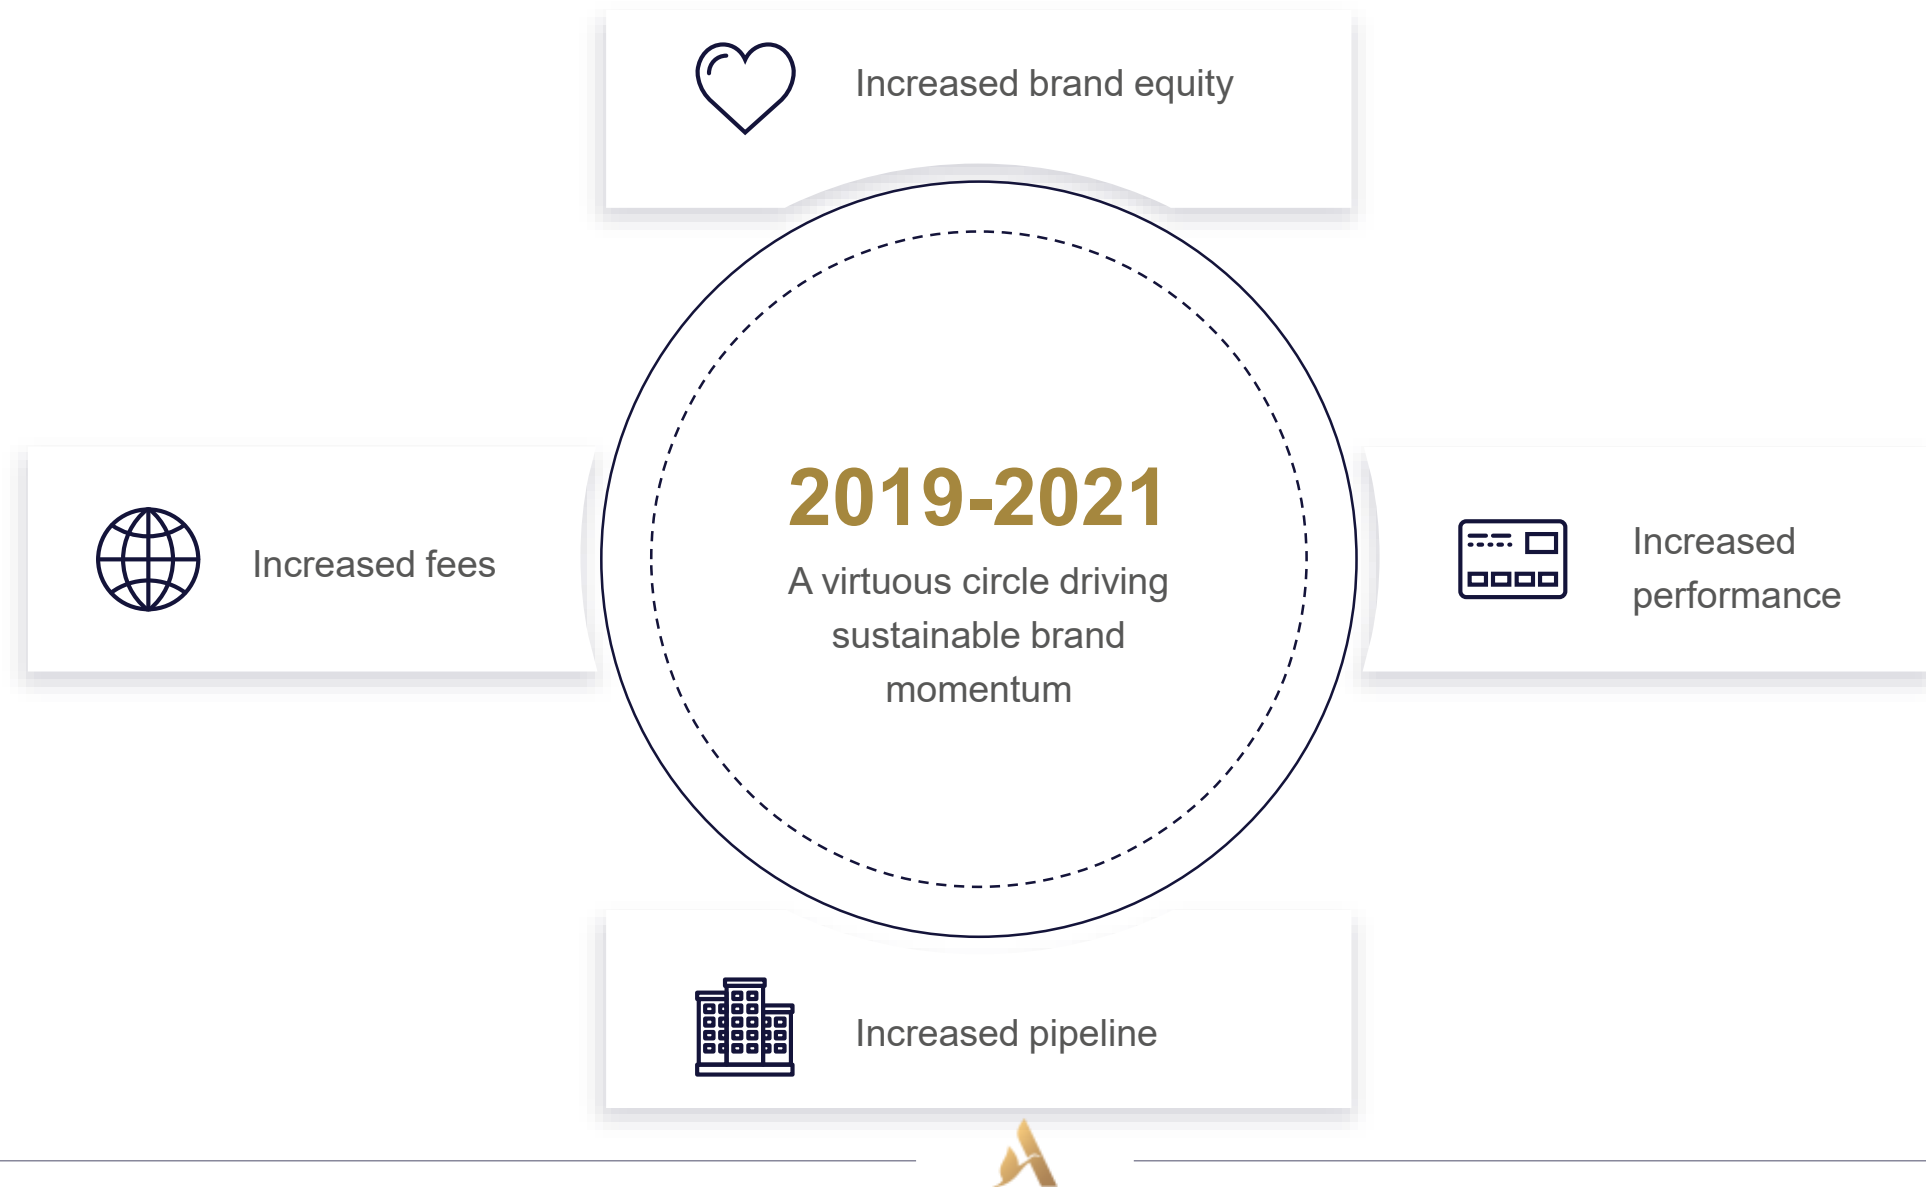 Increased brand equity
Increased fees
2019-2021
A virtuous circle driving
sustainable brand
momentum
Increased
performance
Increased pipeline